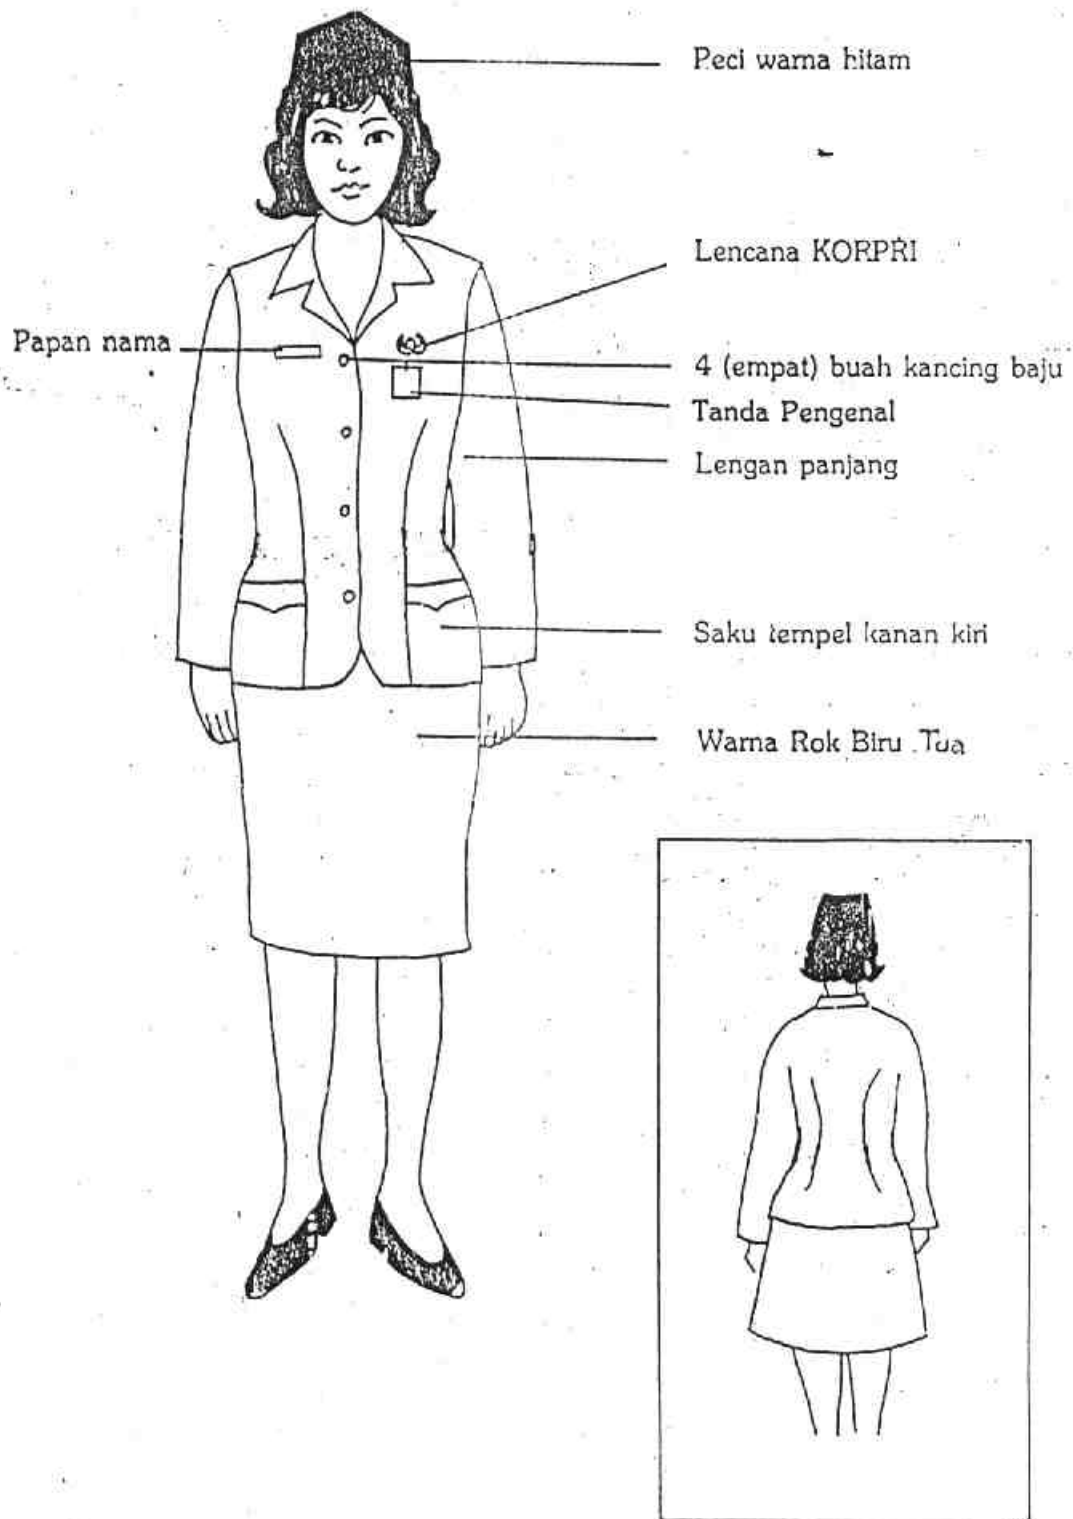 Peci warna hitam
Lencana KORPRI
Papan nama
4 (empat) buah kancing baju
Tanda Pengenal
Lengan panjang
Saku tempel kanan kiri
Warna Rok Biru Tua